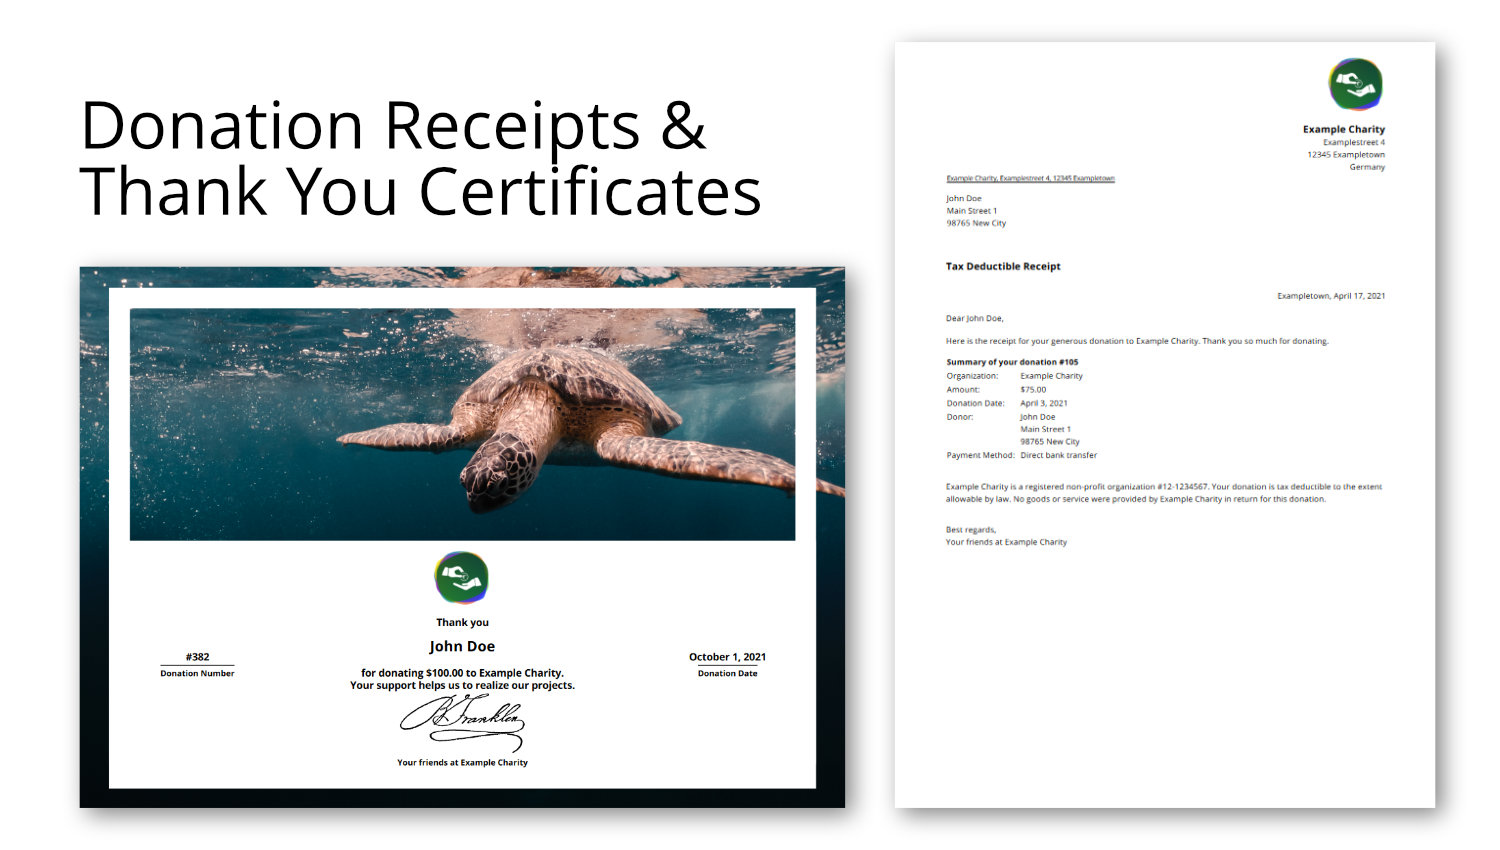 Donation Receipts &
Thank You Certificates
Thank you
John Doe
#382
Donation Number
October 1, 2021
Donation Date
for donating $100.00 to Example Charity.
Your support helps us to realize our projects.
B Franklin
Your friends at Example Charity
Example Charity
Examplestreet 4
12345 Exampletown
Germany
Example Charity, Examplestreet 4, 12345 Exampletown
John Doe
Main Street 1
98765 New City
Tax Deductible Receipt
Exampletown, April 17, 2021
Dear John Doe,
Here is the receipt for your generous donation to Example Charity. Thank you so much for donating.
Summary of your donation #105
Organization: Example Charity
Amount: $75.00
Donation Date: April 3, 2021
Donor: John Doe
Main Street 1
98765 New City
Payment Method: Direct bank transfer
Example Charity is a registered non-profit organization #12-1234567. Your donation is tax deductible to the extent
allowable by law. No goods or service were provided by Example Charity in return for this donation.
Best regards,
Your friends at Example Charity